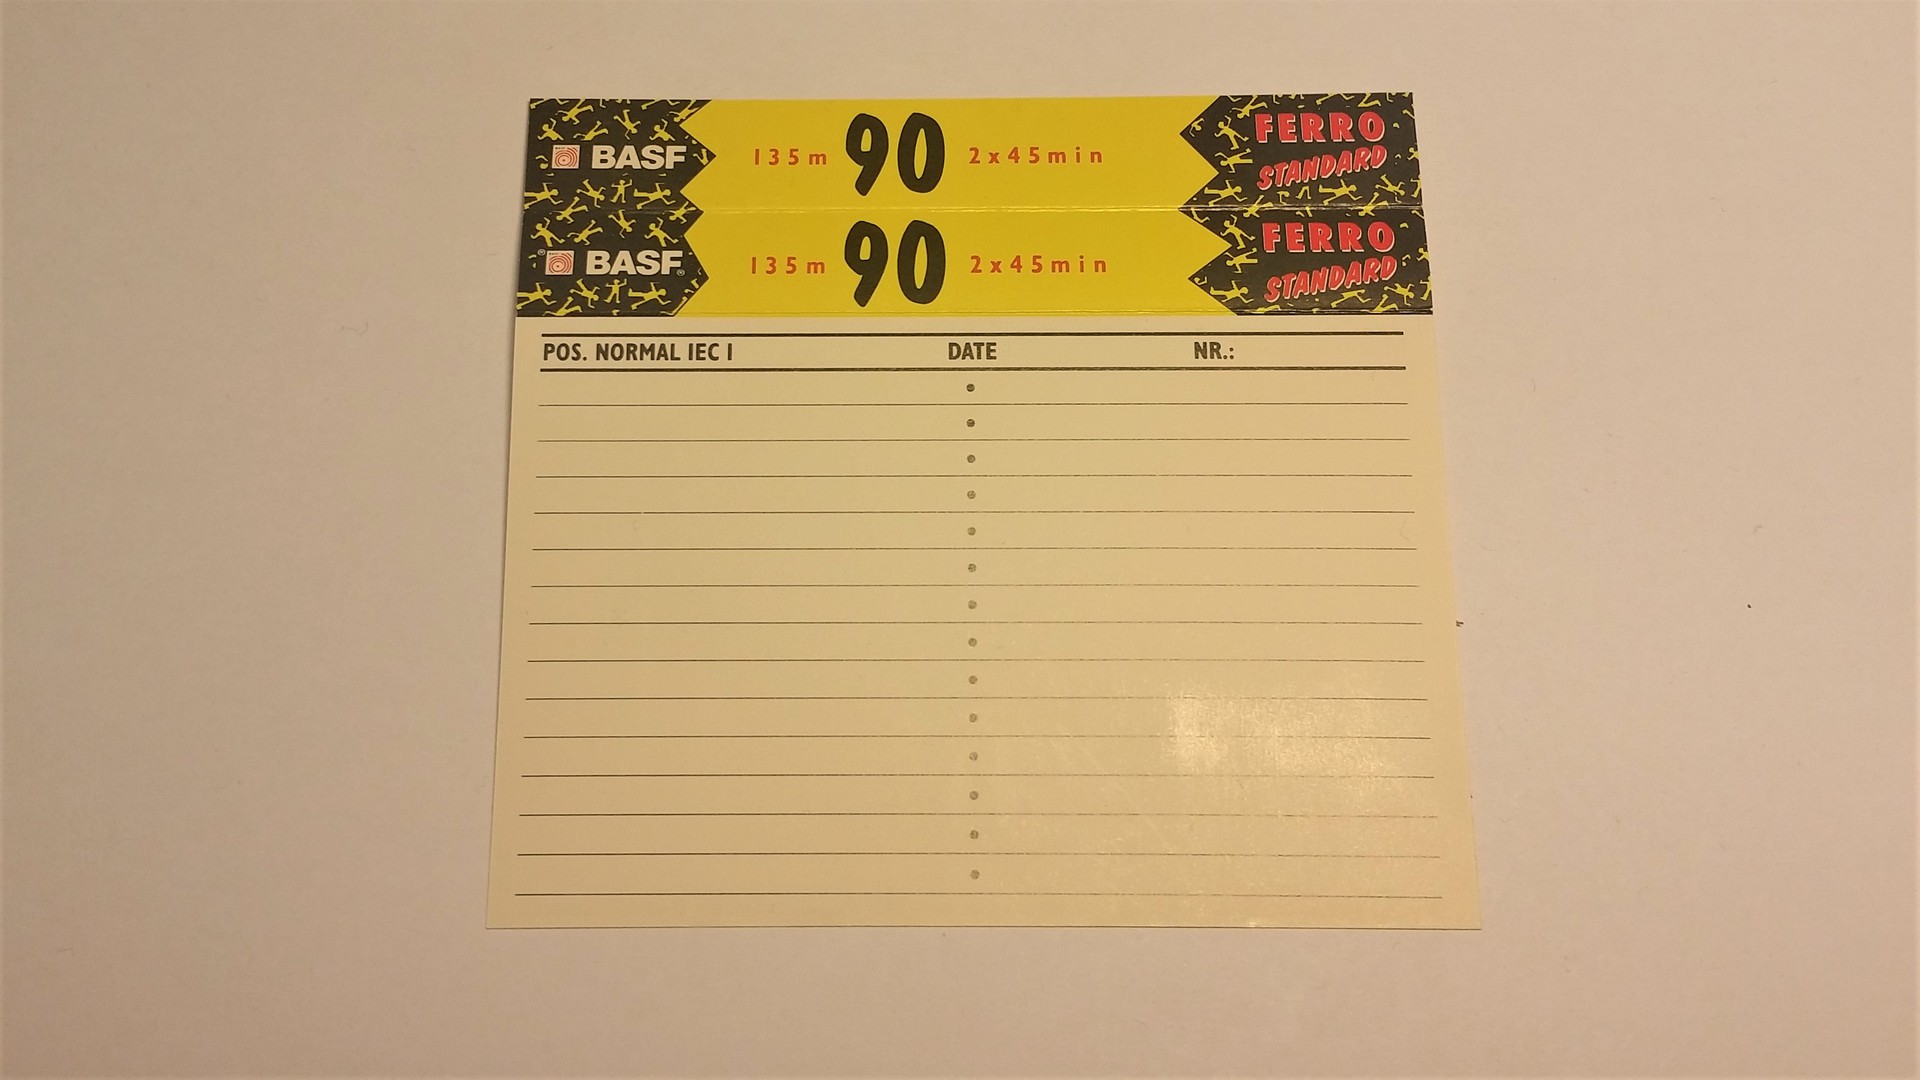 BASF 135m 90 2x45min FERRO STANDARD
BASF® 135m 90 2x45min FERRO STANDARD
POS. NORMAL IEC I DATE NR.: